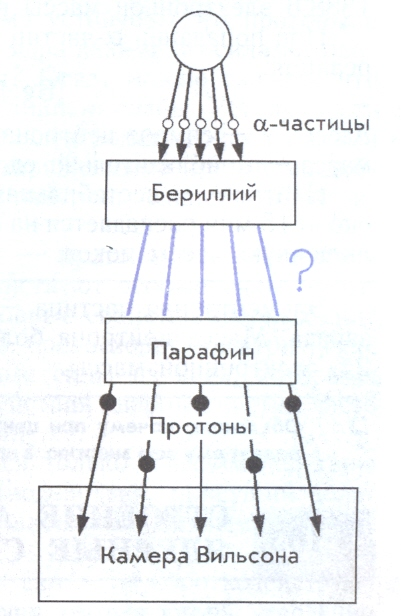 α-частицы
Бериллий
?
Парафин
Протоны
Камера Вильсона